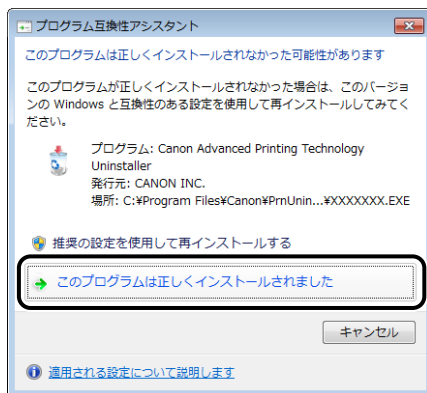 プログラム互換性アシスタント
このプログラムは正しくインストールされなかった可能性があります
このプログラムが正しくインストールされなかった場合は、このバージョ
ンの Windows と互換性のある設定を使用して再インストールしてみてく
ださい。
プログラム: Canon Advanced Printing Technology
Uninstaller
発行元: CANON INC.
場所: C:¥Program Files¥Canon¥PrnUnin...¥XXXXXXX.EXE
推奨の設定を使用して再インストールする
このプログラムは正しくインストールされました
キャンセル
適用される設定について説明します